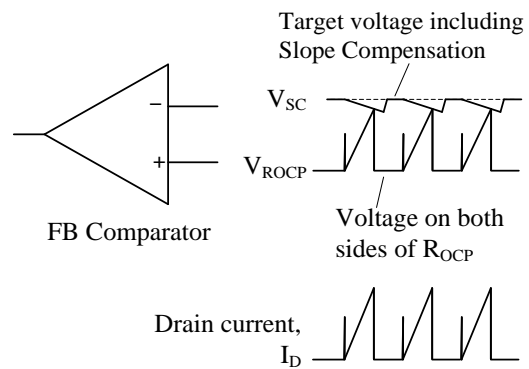 Target voltage including
Slope Compensation
−
V_SC
+
V_ROCP
FB Comparator
Voltage on both
sides of R_OCP
Drain current,
I_D